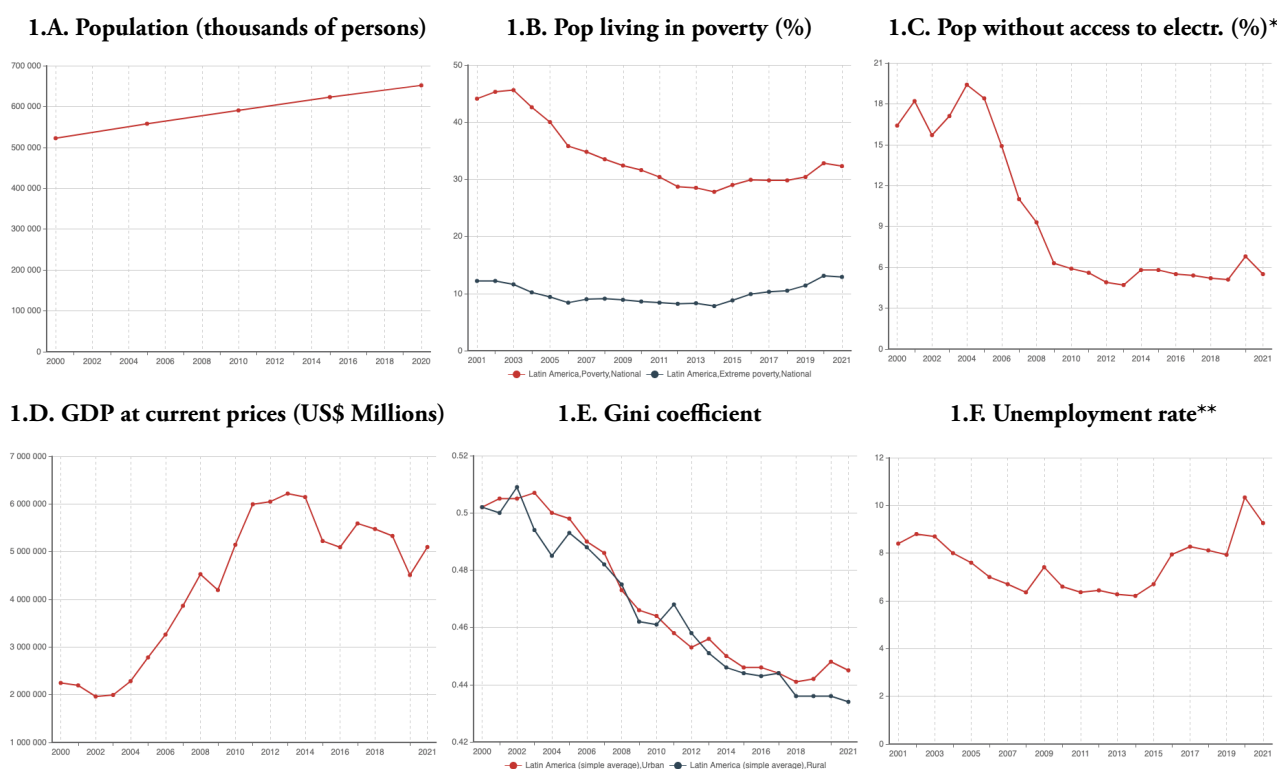 1.A. Population (thousands of persons)
700 000
600 000
500 000
400 000
300 000
200 000
100 000
0
2000 2002 2004 2006 2008 2010 2012 2014 2016 2018 2020
1.B. Pop living in poverty (%)
50
40
30
20
10
0
2001 2003 2005 2007 2009 2011 2013 2015 2017 2019 2021
Latin America,Poverty,National Latin America,Extreme poverty,National
1.C. Pop without access to electr. (%)*
21
18
15
12
9
6
3
0
2000 2002 2004 2006 2008 2010 2012 2014 2016 2018 2021
1.D. GDP at current prices (US$ Millions)
7 000 000
6 000 000
5 000 000
4 000 000
3 000 000
2 000 000
1 000 000
2000 2002 2004 2006 2008 2010 2012 2014 2016 2018 2021
1.E. Gini coefficient
0.52
0.5
0.48
0.46
0.44
0.42
2000 2002 2004 2006 2008 2010 2012 2014 2016 2018 2021
Latin America (simple average),Urban Latin America (simple average),Rural
1.F. Unemployment rate**
12
10
8
6
4
2
0
2001 2003 2005 2007 2009 2011 2013 2015 2017 2019 2021